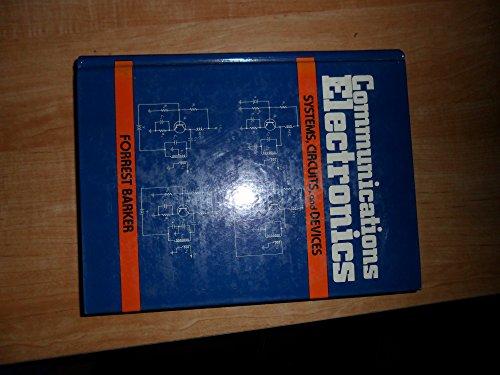 Communications
Electronics
SYSTEMS, CIRCUITS, and DEVICES
FORREST BARKER